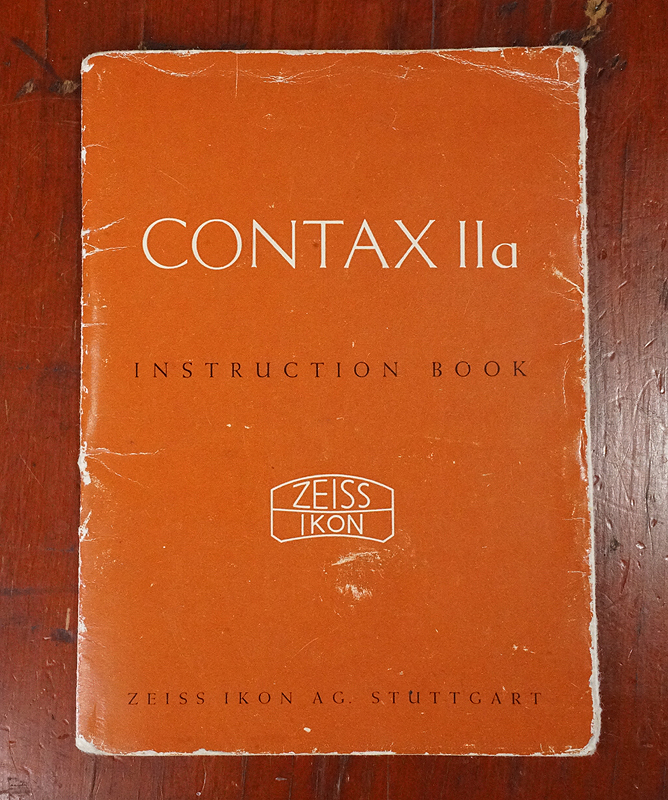 CONTAX IIa
INSTRUCTION BOOK
ZEISS
IKON
ZEISS IKON AG. STUTTGART